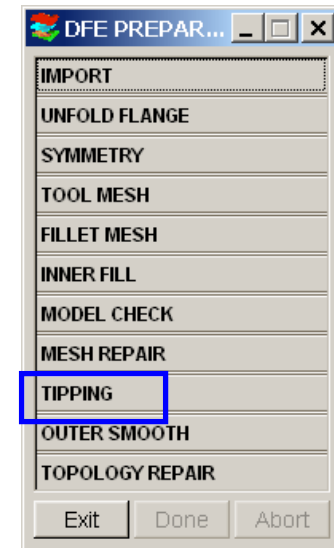 DFE PREPAR...
IMPORT
UNFOLD FLANGE
SYMMETRY
TOOL MESH
FILLET MESH
INNER FILL
MODEL CHECK
MESH REPAIR
TIPPING
OUTER SMOOTH
TOPOLOGY REPAIR
Exit Done Abort